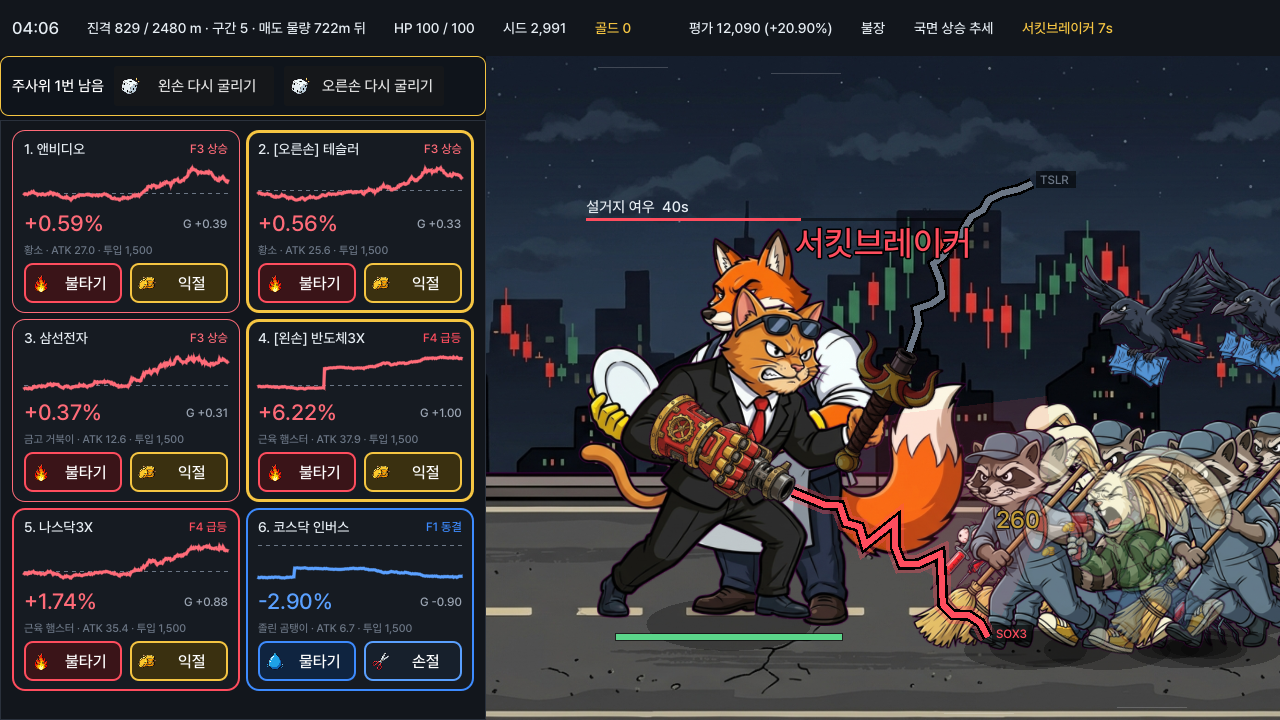 04:06 진격 829 / 2480 m · 구간 5 · 매도 물량 722m 뒤 HP 100 / 100 시드 2,991 골드 0 평가 12,090 (+20.90%) 불장 국면 상승 추세 서킷브레이커 7s
주사위 1번 남음 왼손 다시 굴리기 오른손 다시 굴리기
1. 앤비디오 F3 상승
+0.59% G +0.39
황소 · ATK 27.0 · 투입 1,500
불타기 익절
2. [오른손] 테슬러 F3 상승
+0.56% G +0.33
황소 · ATK 25.6 · 투입 1,500
불타기 익절
3. 삼선전자 F3 상승
+0.37% G +0.31
금고 거북이 · ATK 12.6 · 투입 1,500
불타기 익절
4. [왼손] 반도체3X F4 급등
+6.22% G +1.00
근육 햄스터 · ATK 37.9 · 투입 1,500
불타기 익절
5. 나스닥3X F4 급등
+1.74% G +0.88
근육 햄스터 · ATK 35.4 · 투입 1,500
불타기 익절
6. 코스닥 인버스 F1 동결
-2.90% G -0.90
졸린 곰탱이 · ATK 6.7 · 투입 1,500
물타기 손절
TSLR
설거지 여우 40s
서킷브레이커
260
SOX3